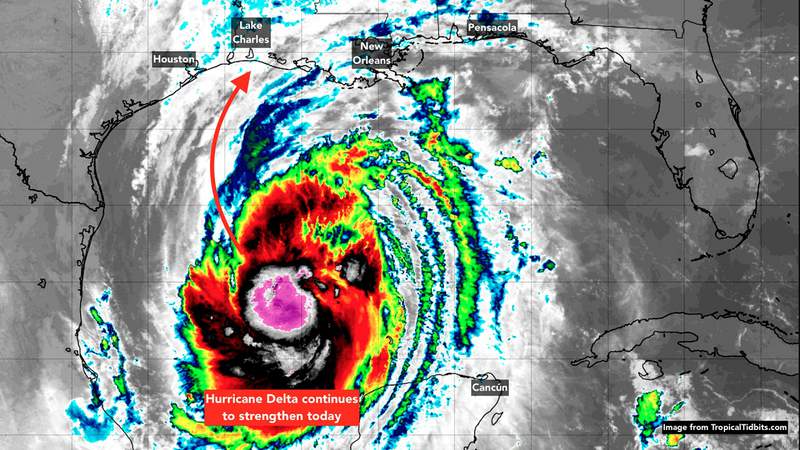 Lake
Charles
Pensacola
New
Orleans
Houston
Cancún
Hurricane Delta continues
to strengthen today
Image from TropicalTidbits.com